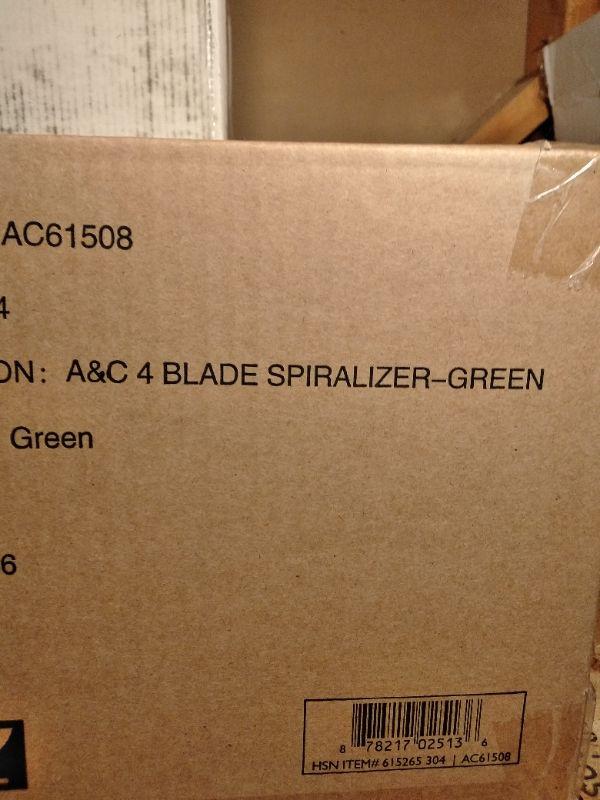 AC61508
4
ON: A&C 4 BLADE SPIRALIZER-GREEN
Green
6
8 78217 02513 6
HSN ITEM# 615265 304 | AC61508